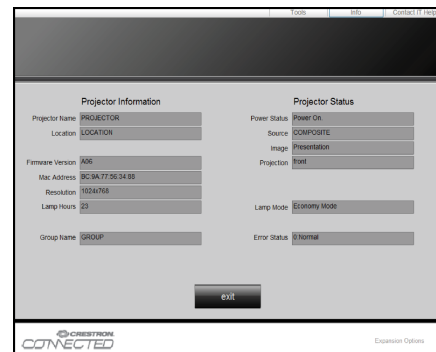 Tools Info Contact IT Help
Projector Information
Projector Name PROJECTOR
Location LOCATION
Firmware Version A06
Mac Address BC:9A:77:56:34:88
Resolution 1024x768
Lamp Hours 23
Group Name GROUP
Projector Status
Power Status Power On.
Source COMPOSITE
Image Presentation
Projection front
Lamp Mode Economy Mode
Error Status 0:Normal
exit
CRESTRON
CONNECTED
Expansion Options